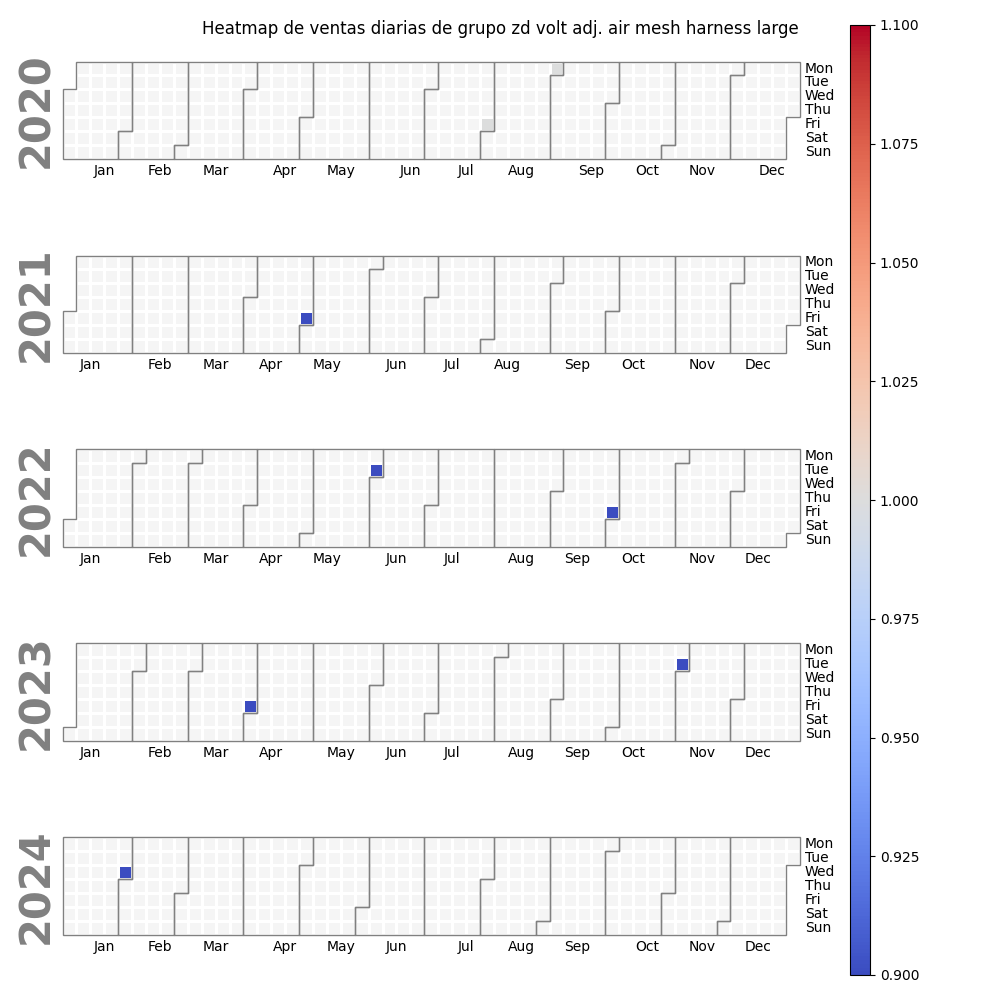 Heatmap de ventas diarias de grupo zd volt adj. air mesh harness large
2020
Mon
Tue
Wed
Thu
Fri
Sat
Sun
Jan Feb Mar Apr May Jun Jul Aug Sep Oct Nov Dec
2021
Mon
Tue
Wed
Thu
Fri
Sat
Sun
Jan Feb Mar Apr May Jun Jul Aug Sep Oct Nov Dec
2022
Mon
Tue
Wed
Thu
Fri
Sat
Sun
Jan Feb Mar Apr May Jun Jul Aug Sep Oct Nov Dec
2023
Mon
Tue
Wed
Thu
Fri
Sat
Sun
Jan Feb Mar Apr May Jun Jul Aug Sep Oct Nov Dec
2024
Mon
Tue
Wed
Thu
Fri
Sat
Sun
Jan Feb Mar Apr May Jun Jul Aug Sep Oct Nov Dec
1.100
1.075
1.050
1.025
1.000
0.975
0.950
0.925
0.900